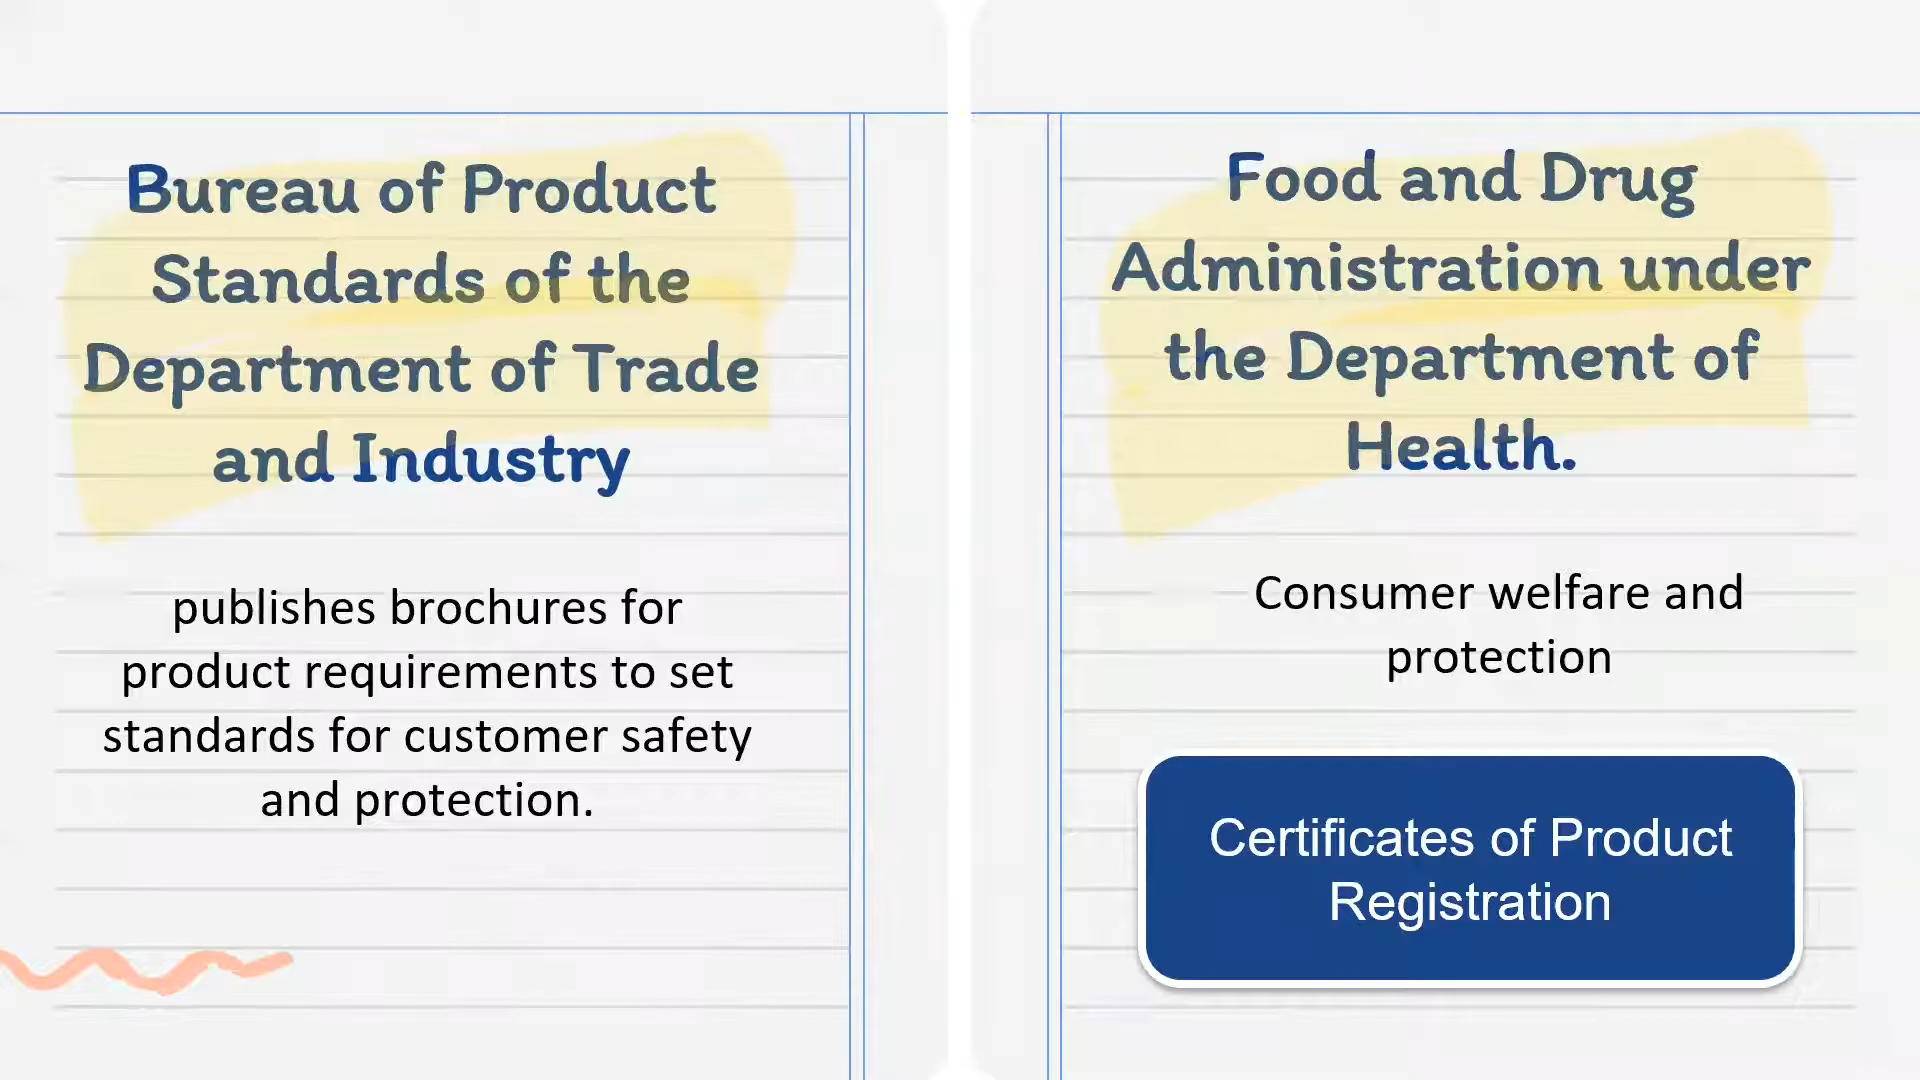 Bureau of Product
Standards of the
Department of Trade
and Industry
publishes brochures for
product requirements to set
standards for customer safety
and protection.
Food and Drug
Administration under
the Department of
Health.
Consumer welfare and
protection
Certificates of Product
Registration